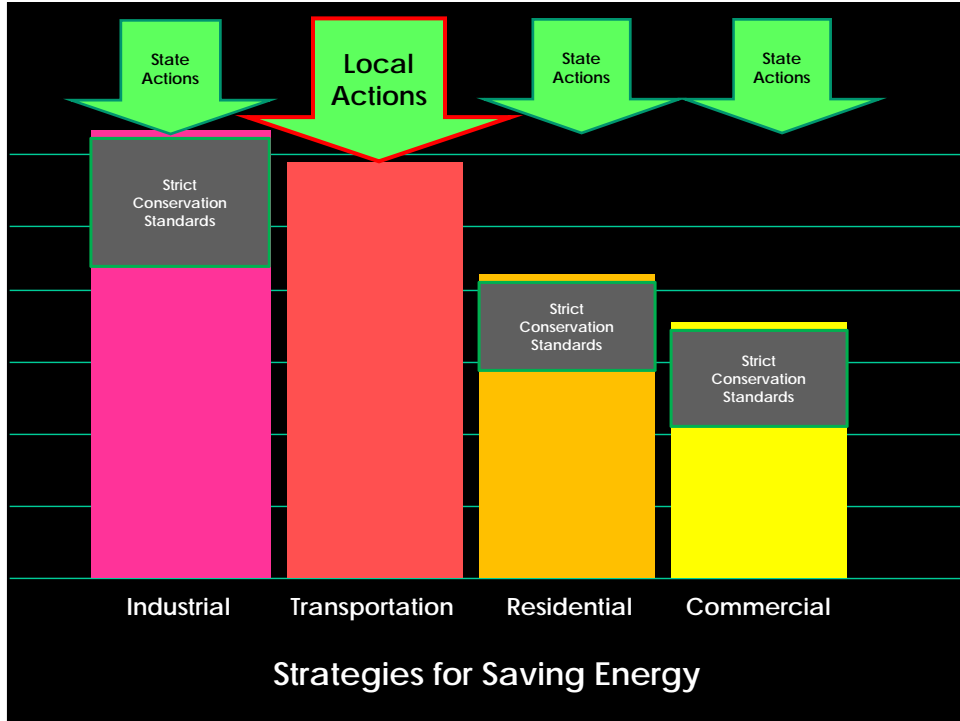 State
Actions
Local
Actions
State
Actions
State
Actions
Strict
Conservation
Standards
Strict
Conservation
Standards
Strict
Conservation
Standards
Industrial
Transportation
Residential
Commercial
Strategies for Saving Energy